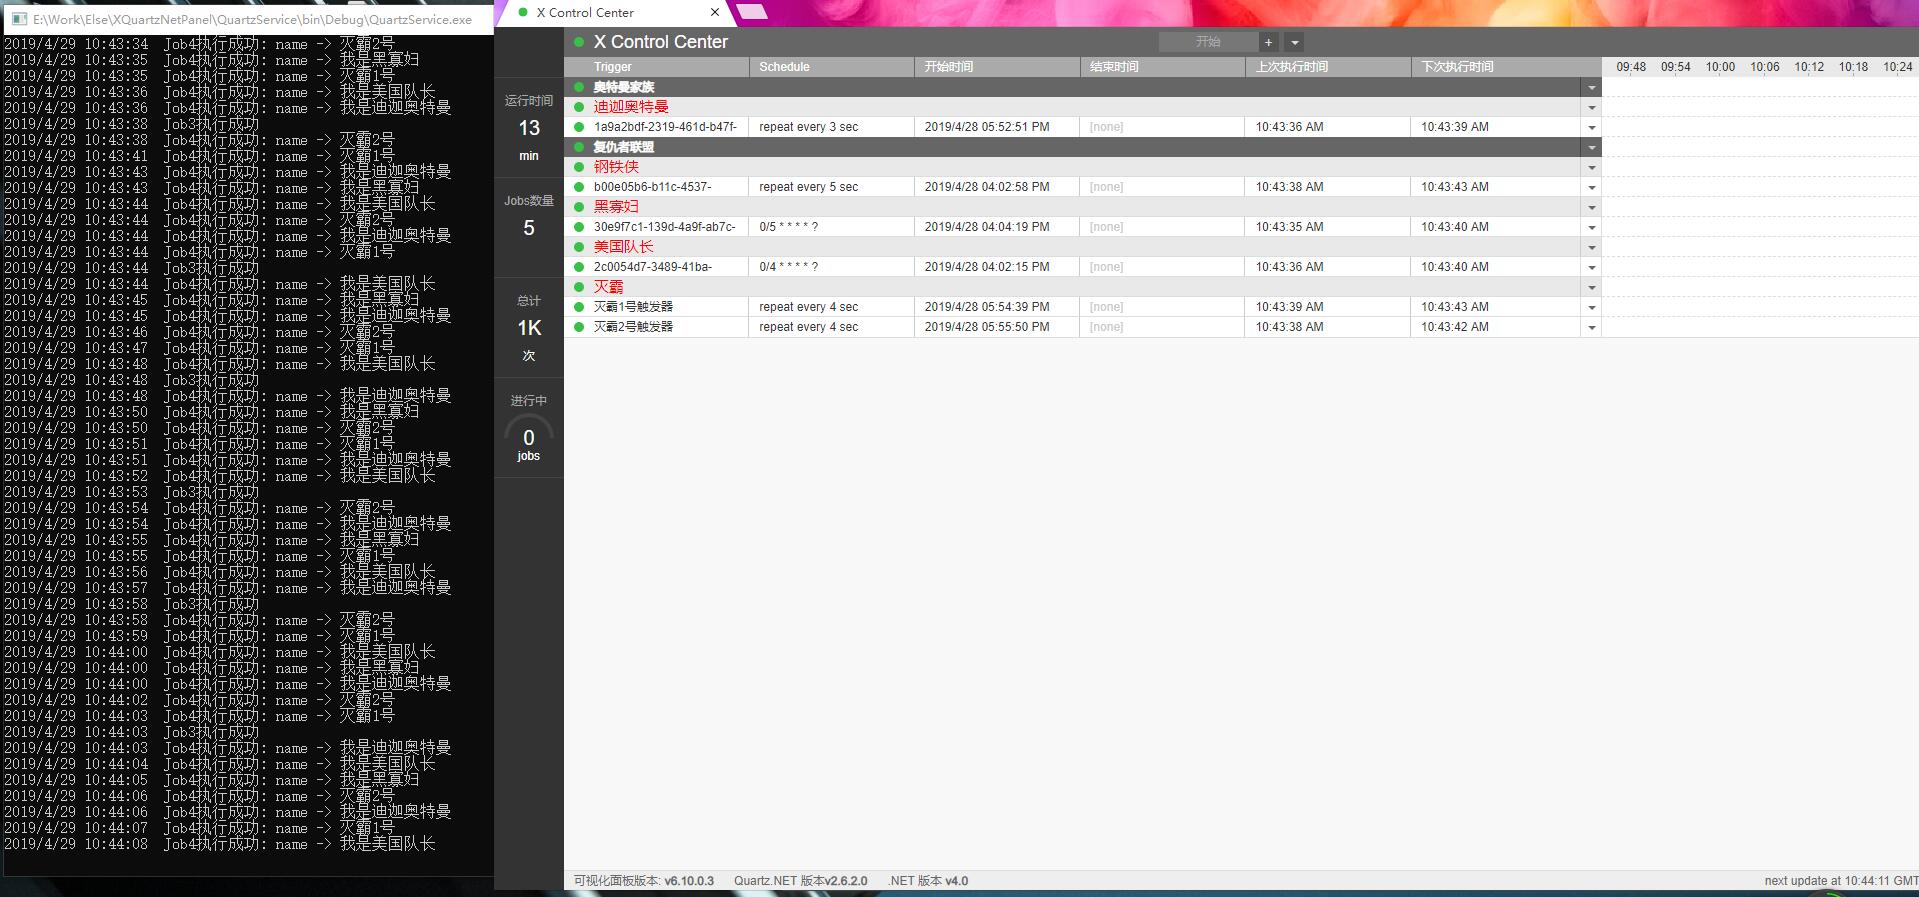 E:\Work\Else\XQuartzNetPanel\QuartzService\bin\Debug\QuartzService.exe
2019/4/29 10:43:34 Job4执行成功: name -> 灭霸2号
2019/4/29 10:43:35 Job4执行成功: name -> 我是黑寡妇
2019/4/29 10:43:35 Job4执行成功: name -> 灭霸1号
2019/4/29 10:43:36 Job4执行成功: name -> 我是美国队长
2019/4/29 10:43:36 Job4执行成功: name -> 我是迪迦奥特曼
2019/4/29 10:43:38 Job3执行成功
2019/4/29 10:43:38 Job4执行成功: name -> 灭霸2号
2019/4/29 10:43:41 Job4执行成功: name -> 灭霸1号
2019/4/29 10:43:43 Job4执行成功: name -> 我是迪迦奥特曼
2019/4/29 10:43:43 Job4执行成功: name -> 我是黑寡妇
2019/4/29 10:43:44 Job4执行成功: name -> 我是美国队长
2019/4/29 10:43:44 Job4执行成功: name -> 灭霸2号
2019/4/29 10:43:44 Job4执行成功: name -> 我是迪迦奥特曼
2019/4/29 10:43:44 Job4执行成功: name -> 灭霸1号
2019/4/29 10:43:44 Job3执行成功
2019/4/29 10:43:44 Job4执行成功: name -> 我是美国队长
2019/4/29 10:43:45 Job4执行成功: name -> 我是黑寡妇
2019/4/29 10:43:45 Job4执行成功: name -> 我是迪迦奥特曼
2019/4/29 10:43:46 Job4执行成功: name -> 灭霸2号
2019/4/29 10:43:47 Job4执行成功: name -> 灭霸1号
2019/4/29 10:43:48 Job4执行成功: name -> 我是美国队长
2019/4/29 10:43:48 Job3执行成功
2019/4/29 10:43:48 Job4执行成功: name -> 我是迪迦奥特曼
2019/4/29 10:43:50 Job4执行成功: name -> 我是黑寡妇
2019/4/29 10:43:50 Job4执行成功: name -> 灭霸2号
2019/4/29 10:43:51 Job4执行成功: name -> 灭霸1号
2019/4/29 10:43:51 Job4执行成功: name -> 我是迪迦奥特曼
2019/4/29 10:43:52 Job4执行成功: name -> 我是美国队长
2019/4/29 10:43:53 Job3执行成功
2019/4/29 10:43:54 Job4执行成功: name -> 灭霸2号
2019/4/29 10:43:54 Job4执行成功: name -> 我是迪迦奥特曼
2019/4/29 10:43:55 Job4执行成功: name -> 我是黑寡妇
2019/4/29 10:43:55 Job4执行成功: name -> 灭霸1号
2019/4/29 10:43:56 Job4执行成功: name -> 我是美国队长
2019/4/29 10:43:57 Job4执行成功: name -> 我是迪迦奥特曼
2019/4/29 10:43:58 Job3执行成功
2019/4/29 10:43:58 Job4执行成功: name -> 灭霸2号
2019/4/29 10:43:59 Job4执行成功: name -> 灭霸1号
2019/4/29 10:44:00 Job4执行成功: name -> 我是美国队长
2019/4/29 10:44:00 Job4执行成功: name -> 我是黑寡妇
2019/4/29 10:44:00 Job4执行成功: name -> 我是迪迦奥特曼
2019/4/29 10:44:02 Job4执行成功: name -> 灭霸2号
2019/4/29 10:44:03 Job4执行成功: name -> 灭霸1号
2019/4/29 10:44:03 Job3执行成功
2019/4/29 10:44:03 Job4执行成功: name -> 我是迪迦奥特曼
2019/4/29 10:44:04 Job4执行成功: name -> 我是美国队长
2019/4/29 10:44:05 Job4执行成功: name -> 我是黑寡妇
2019/4/29 10:44:06 Job4执行成功: name -> 灭霸2号
2019/4/29 10:44:06 Job4执行成功: name -> 我是迪迦奥特曼
2019/4/29 10:44:07 Job4执行成功: name -> 灭霸1号
2019/4/29 10:44:08 Job4执行成功: name -> 我是美国队长
X Control Center
运行时间
13
min
Jobs数量
5
总计
1K
次
进行中
0
jobs
X Control Center 开始 +
Trigger Schedule 开始时间 结束时间 上次执行时间 下次执行时间 09:48 09:54 10:00 10:06 10:12 10:18 10:24
奥特曼家族
迪迦奥特曼
1a9a2bdf-2319-461d-b47f- repeat every 3 sec 2019/4/28 05:52:51 PM [none] 10:43:36 AM 10:43:39 AM
复仇者联盟
钢铁侠
b00e05b6-b11c-4537- repeat every 5 sec 2019/4/28 04:02:58 PM [none] 10:43:38 AM 10:43:43 AM
黑寡妇
30e9f7c1-139d-4a9f-ab7c- 0/5 * * * * ? 2019/4/28 04:04:19 PM [none] 10:43:35 AM 10:43:40 AM
美国队长
2c0054d7-3489-41ba- 0/4 * * * * ? 2019/4/28 04:02:15 PM [none] 10:43:36 AM 10:43:40 AM
灭霸
灭霸1号触发器 repeat every 4 sec 2019/4/28 05:54:39 PM [none] 10:43:39 AM 10:43:43 AM
灭霸2号触发器 repeat every 4 sec 2019/4/28 05:55:50 PM [none] 10:43:38 AM 10:43:42 AM
可视化面板版本: v6.10.0.3 Quartz.NET 版本v2.6.2.0 .NET 版本 v4.0 next update at 10:44:11 GMT